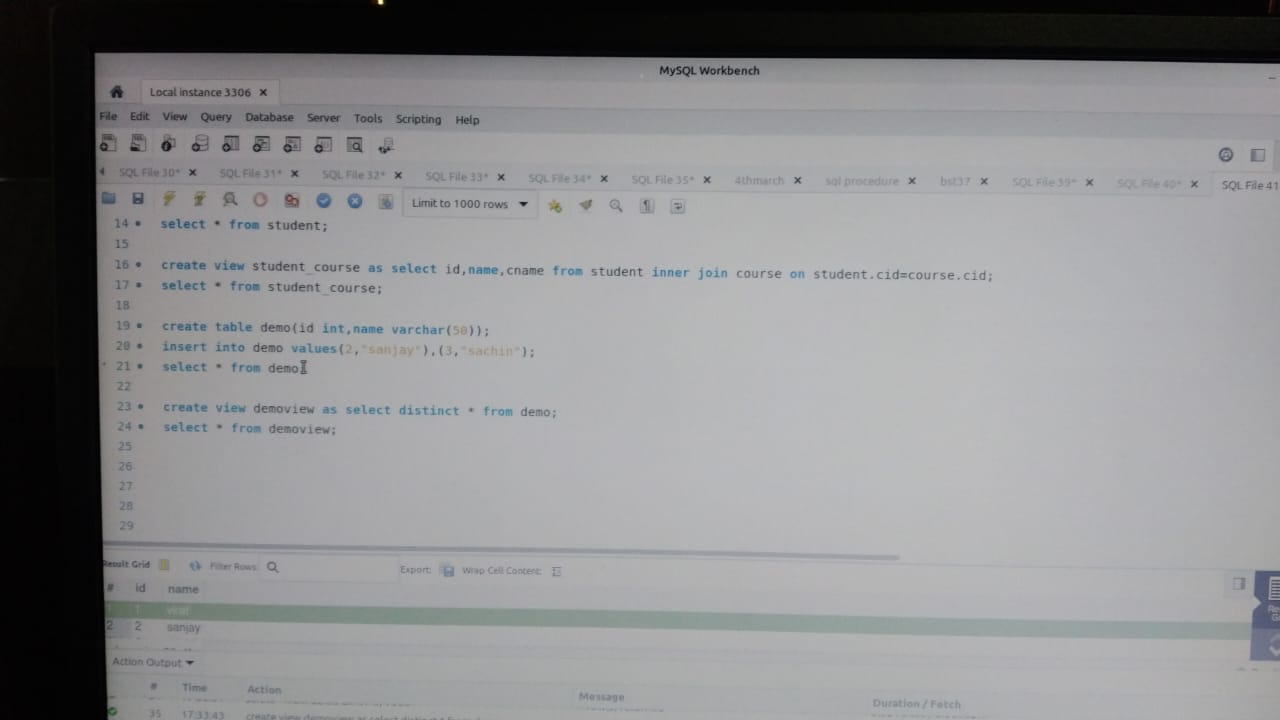 MySQL Workbench
Local instance 3306
File Edit View Query Database Server Tools Scripting Help
SQL File 30* SQL File 31* SQL File 32* SQL File 33* SQL File 34* SQL File 35* 4thmarch sql procedure bst37 SQL File 39* SQL File 40* SQL File 41
Limit to 1000 rows
14 select * from student;
15
16 create view student_course as select id,name,cname from student inner join course on student.cid=course.cid;
17 select * from student_course;
18
19 create table demo(id int,name varchar(50));
20 insert into demo values(2,"sanjay"),(3,"sachin");
21 select * from demo
22
23 create view demoview as select distinct * from demo;
24 select * from demoview;
25
26
27
28
29
Result Grid Filter Rows: Export: Wrap Cell Content:
# id name
1 1 virat
2 2 sanjay
Action Output
# Time Action Message Duration / Fetch
35 17:33:43 create view demoview as select distinct